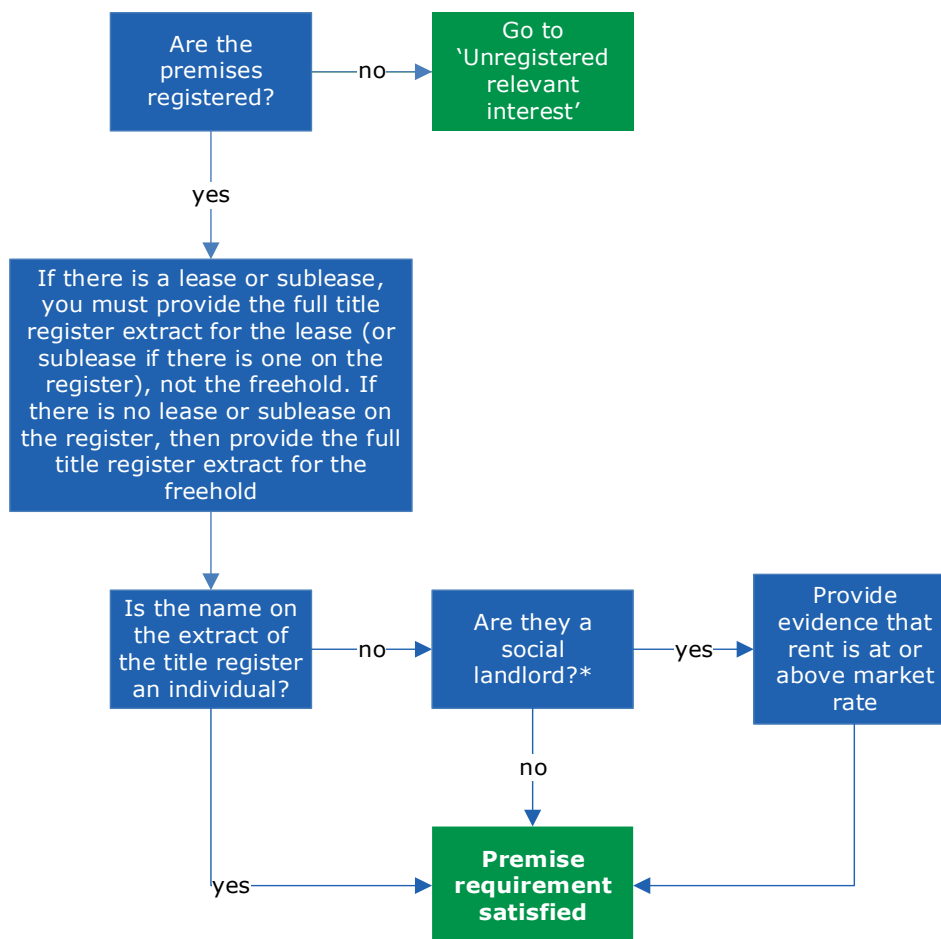 Are the
premises
registered?
no
Go to
‘Unregistered
relevant
interest’
yes
If there is a lease or sublease,
you must provide the full title
register extract for the lease (or
sublease if there is one on the
register), not the freehold. If
there is no lease or sublease on
the register, then provide the full
title register extract for the
freehold
Is the name on
the extract of
the title register
an individual?
no
Are they a
social
landlord?*
yes
Provide
evidence that
rent is at or
above market
rate
no
yes
Premise
requirement
satisfied